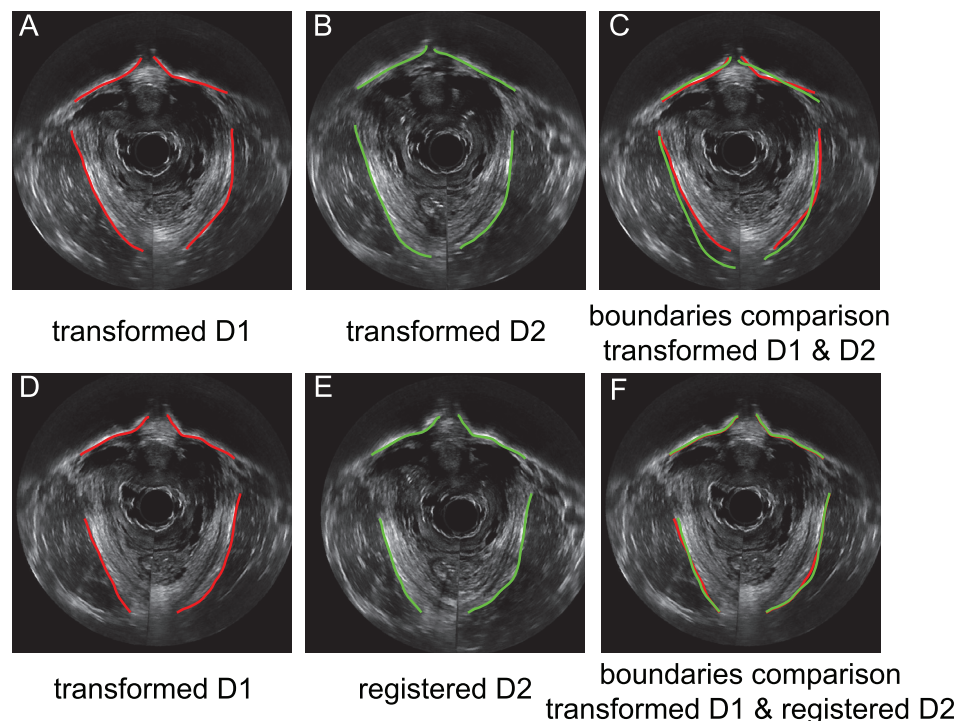 A
B
C
transformed D1
transformed D2
boundaries comparison
transformed D1 & D2
D
E
F
transformed D1
registered D2
boundaries comparison
transformed D1 & registered D2